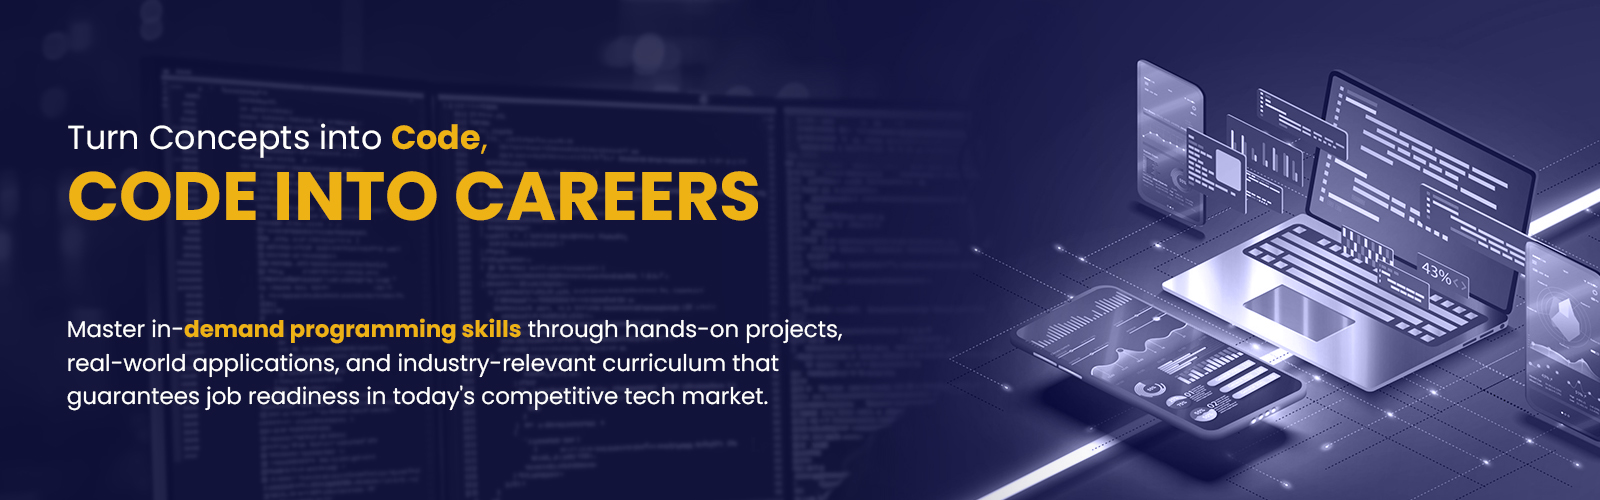 Turn Concepts into Code,
CODE INTO CAREERS
Master in-demand programming skills through hands-on projects,
real-world applications, and industry-relevant curriculum that
guarantees job readiness in today's competitive tech market.
43%